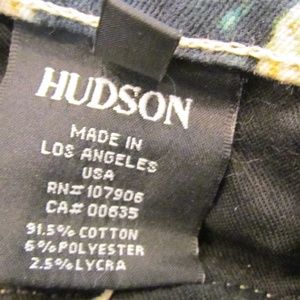 HUDSON
MADE IN
LOS ANGELES
USA
RN#107906
CA# 00635
91.5% COTTON
6% POLYESTER
2.5% LYCRA